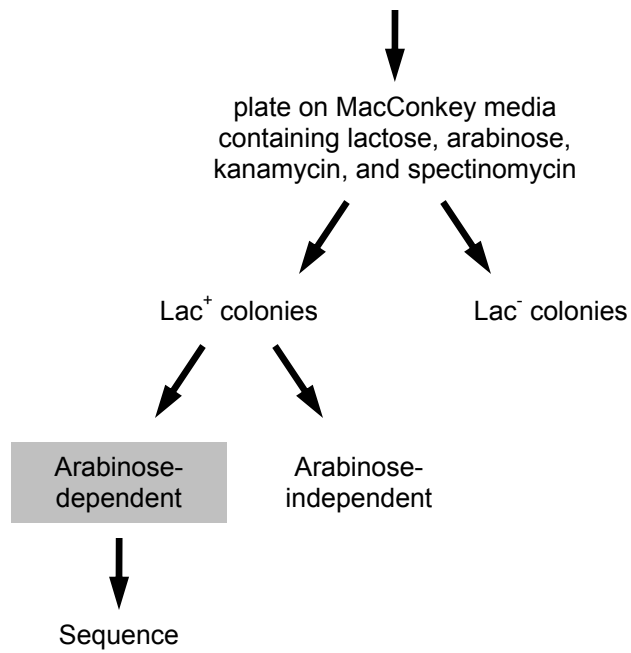 plate on MacConkey media
containing lactose, arabinose,
kanamycin, and spectinomycin
Lac⁺ colonies
Lac⁻ colonies
Arabinose-
dependent
Arabinose-
independent
Sequence